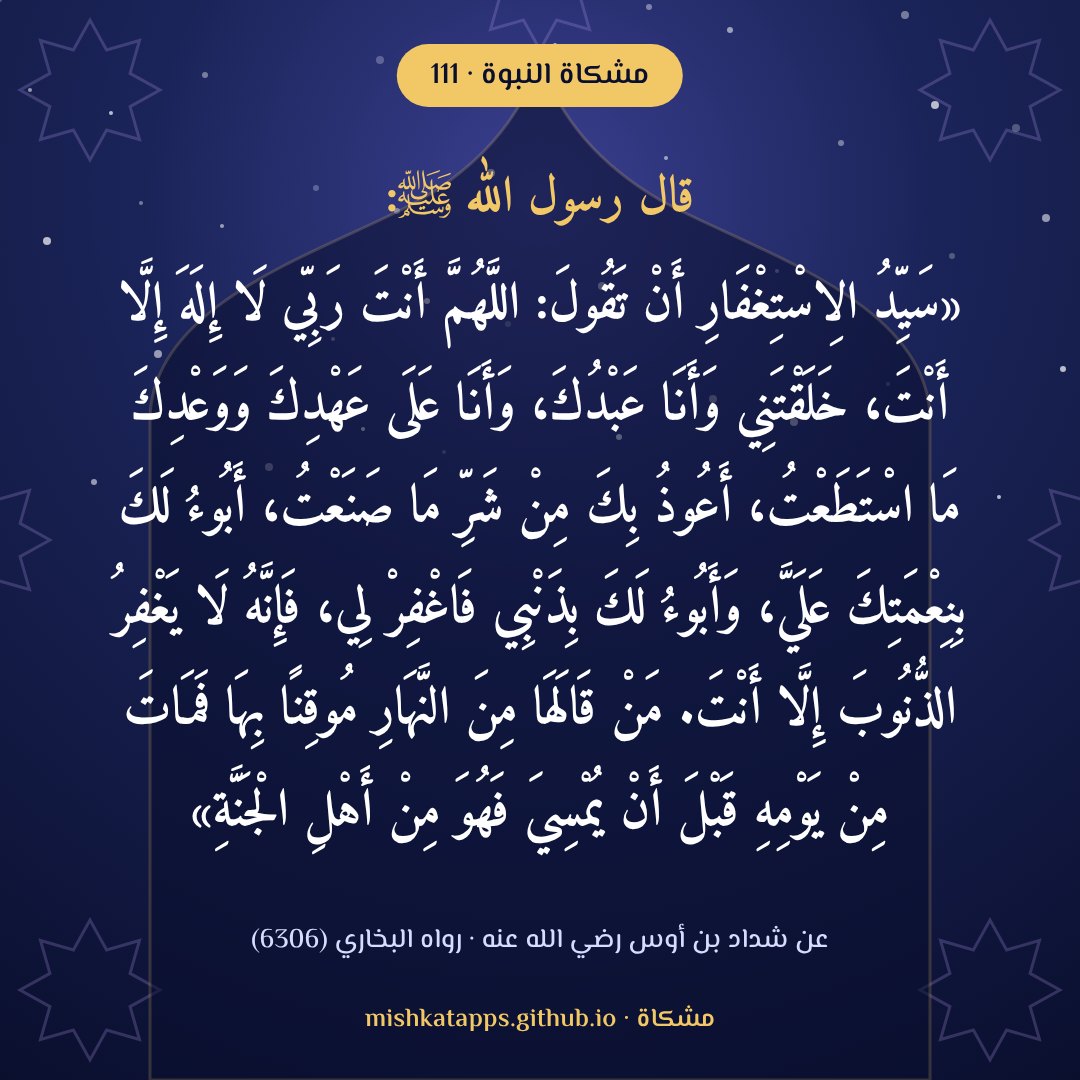 مشكاة النبوة · 111
قال رسول الله ﷺ:
«سَيِّدُ الِاسْتِغْفَارِ أَنْ تَقُولَ: اللَّهُمَّ أَنْتَ رَبِّي لَا إِلَهَ إِلَّا
أَنْتَ، خَلَقْتَنِي وَأَنَا عَبْدُكَ، وَأَنَا عَلَى عَهْدِكَ وَوَعْدِكَ
مَا اسْتَطَعْتُ، أَعُوذُ بِكَ مِنْ شَرِّ مَا صَنَعْتُ، أَبُوءُ لَكَ
بِنِعْمَتِكَ عَلَيَّ، وَأَبُوءُ لَكَ بِذَنْبِي فَاغْفِرْ لِي، فَإِنَّهُ لَا يَغْفِرُ
الذُّنُوبَ إِلَّا أَنْتَ. مَنْ قَالَهَا مِنَ النَّهَارِ مُوقِنًا بِهَا فَمَاتَ
مِنْ يَوْمِهِ قَبْلَ أَنْ يُمْسِيَ فَهُوَ مِنْ أَهْلِ الْجَنَّةِ»
عن شداد بن أوس رضي الله عنه · رواه البخاري (6306)
مشكاة · mishkatapps.github.io